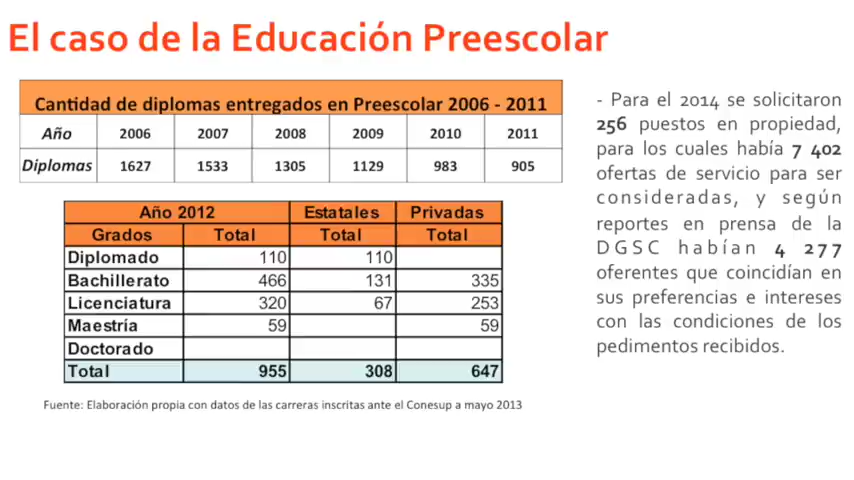 El caso de la Educación Preescolar
Cantidad de diplomas entregados en Preescolar 2006 - 2011
Año 2006 2007 2008 2009 2010 2011
Diplomas 1627 1533 1305 1129 983 905
Año 2012 Estatales Privadas
Grados Total Total Total
Diplomado 110 110
Bachillerato 466 131 335
Licenciatura 320 67 253
Maestría 59 59
Doctorado
Total 955 308 647
Fuente: Elaboración propia con datos de las carreras inscritas ante el Conesup a mayo 2013
- Para el 2014 se solicitaron
256 puestos en propiedad,
para los cuales había 7 402
ofertas de servicio para ser
consideradas, y según
reportes en prensa de la
DGSC habían 4 277
oferentes que coincidían en
sus preferencias e intereses
con las condiciones de los
pedimentos recibidos.